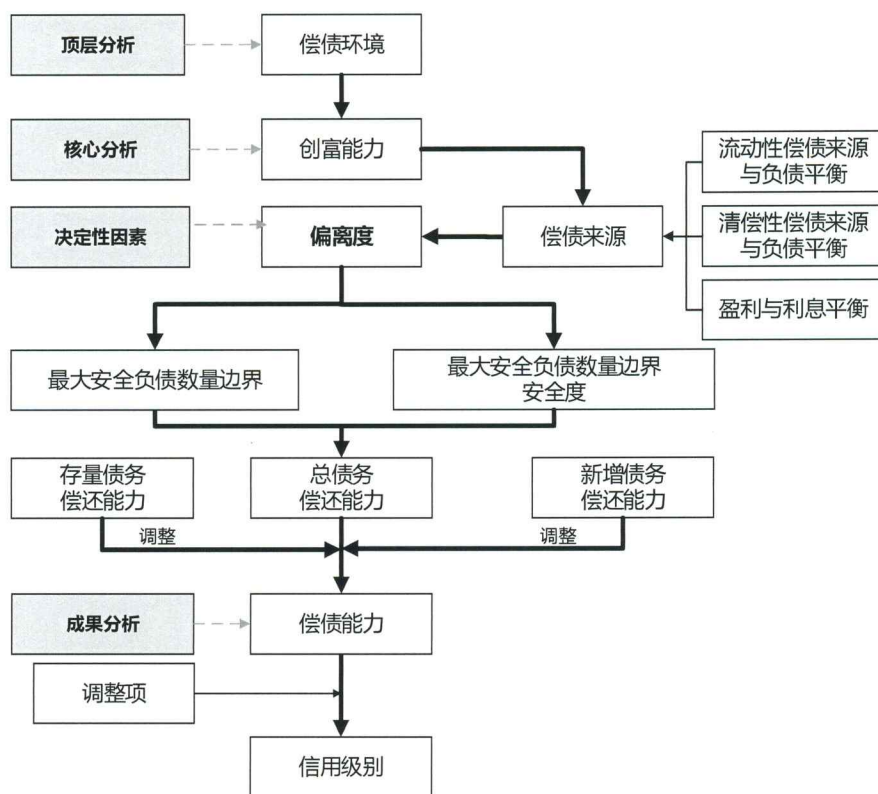 顶层分析
偿债环境
核心分析
创富能力
流动性偿债来源
与负债平衡
决定性因素
偏离度
偿债来源
清偿性偿债来源
与负债平衡
盈利与利息平衡
最大安全负债数量边界
最大安全负债数量边界
安全度
存量债务
偿还能力
总债务
偿还能力
新增债务
偿还能力
调整
调整
成果分析
偿债能力
调整项
信用级别